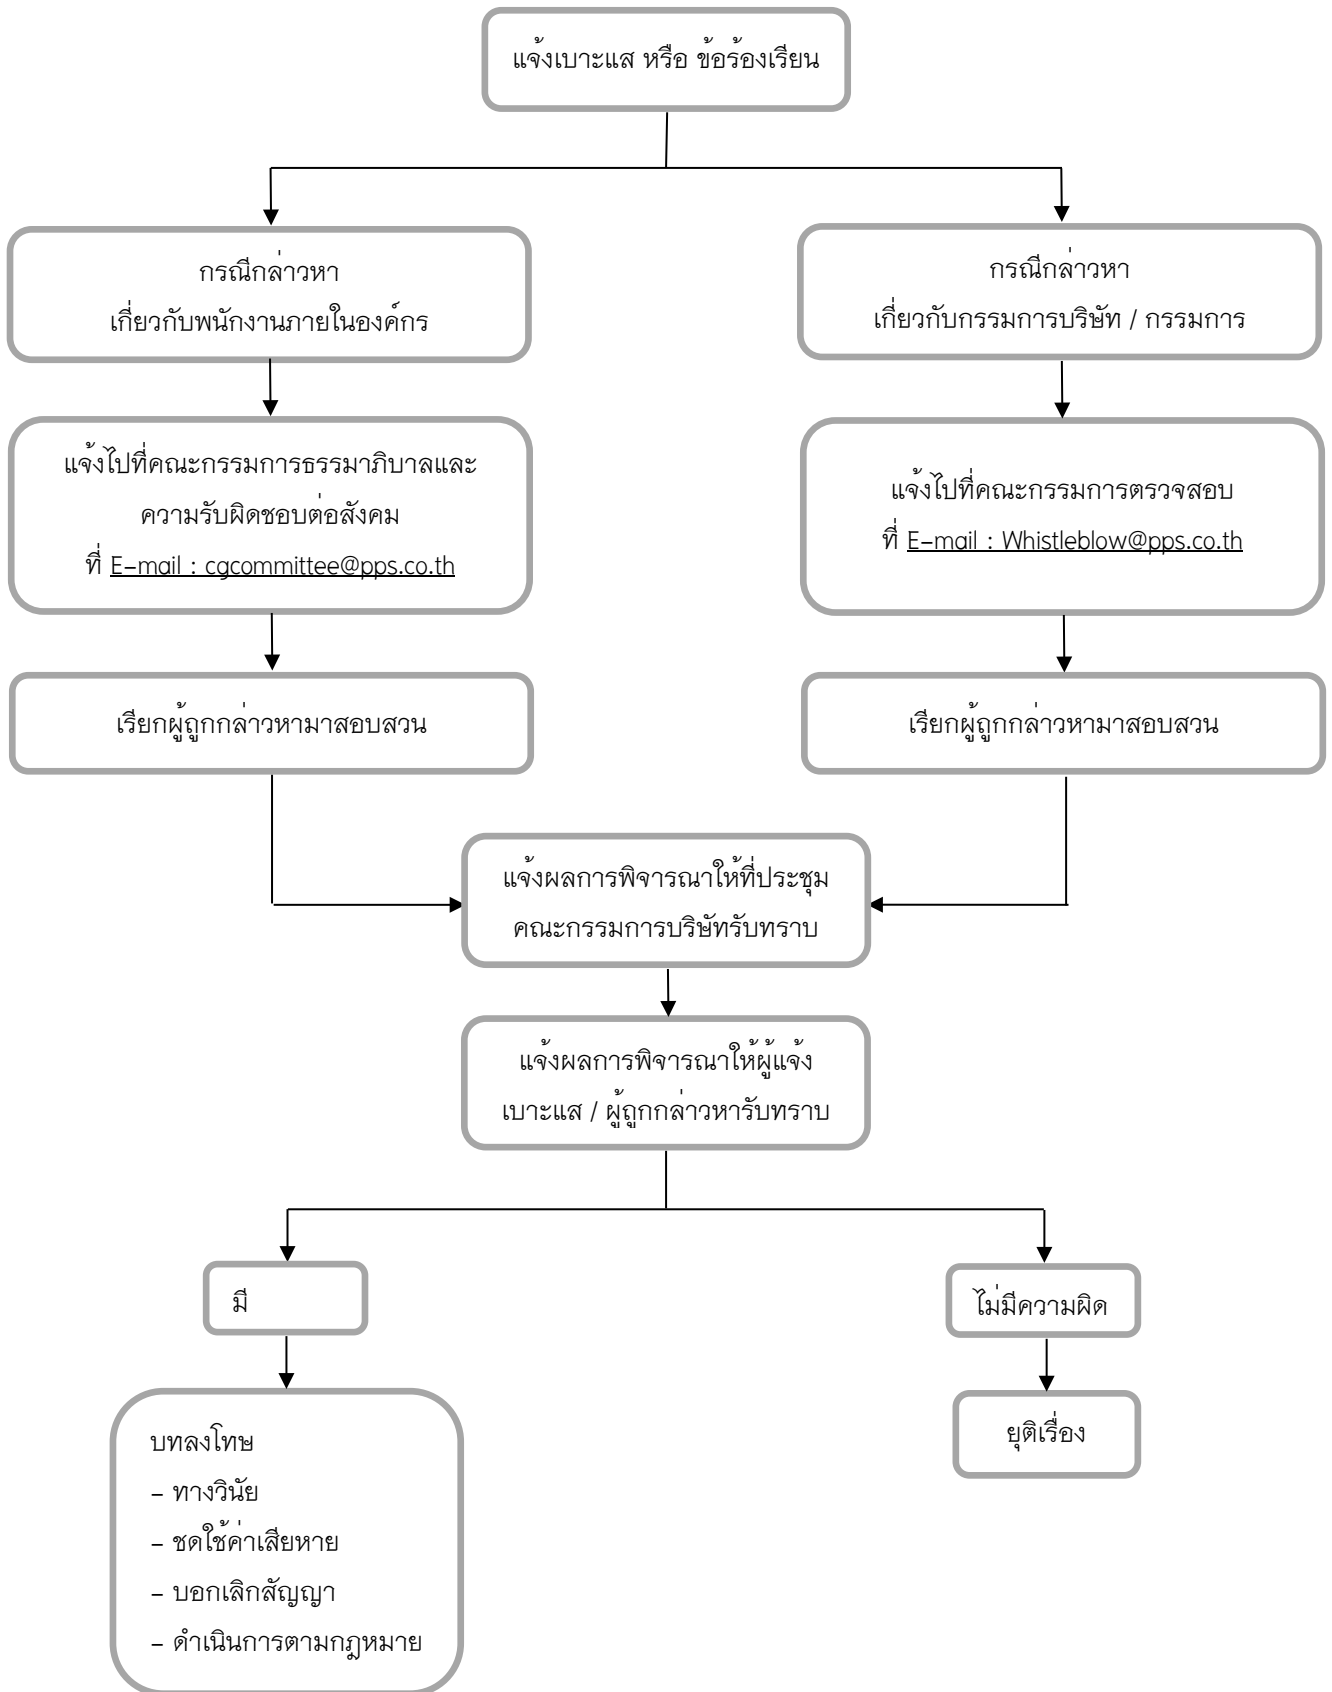 แจ้งเบาะแส หรือ ข้อร้องเรียน
กรณีกล่าวหา
เกี่ยวกับพนักงานภายในองค์กร
กรณีกล่าวหา
เกี่ยวกับกรรมการบริษัท / กรรมการ
แจ้งไปที่คณะกรรมการธรรมาภิบาลและ
ความรับผิดชอบต่อสังคม
ที่ E-mail : cgcommittee@pps.co.th
แจ้งไปที่คณะกรรมการตรวจสอบ
ที่ E-mail : Whistleblow@pps.co.th
เรียกผู้ถูกกล่าวหามาสอบสวน
เรียกผู้ถูกกล่าวหามาสอบสวน
แจ้งผลการพิจารณาให้ที่ประชุม
คณะกรรมการบริษัทรับทราบ
แจ้งผลการพิจารณาให้ผู้แจ้ง
เบาะแส / ผู้ถูกกล่าวหารับทราบ
มี
ไม่มีความผิด
บทลงโทษ
- ทางวินัย
- ชดใช้ค่าเสียหาย
- บอกเลิกสัญญา
- ดำเนินการตามกฎหมาย
ยุติเรื่อง